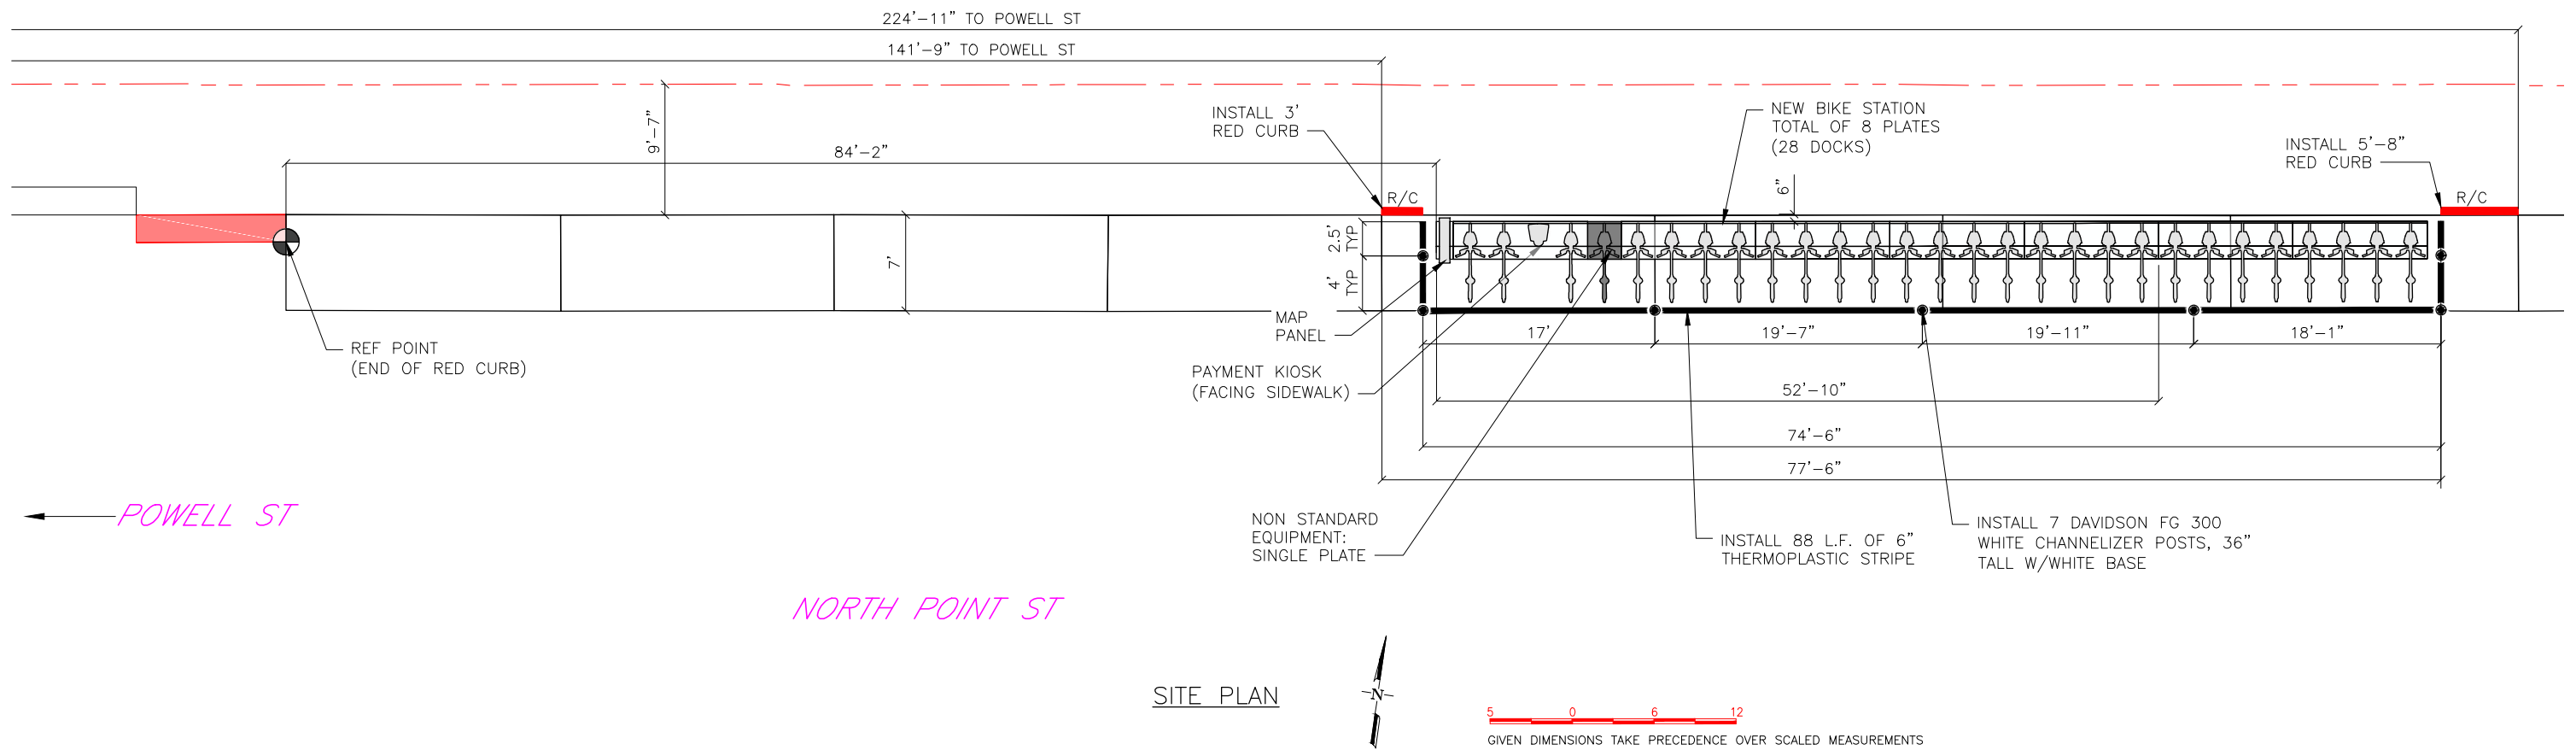 224'-11" TO POWELL ST
141'-9" TO POWELL ST
9'-7"
84'-2"
INSTALL 3'
RED CURB
R/C
NEW BIKE STATION
TOTAL OF 8 PLATES
(28 DOCKS)
6"
INSTALL 5'-8"
RED CURB
R/C
7'
2.5'
TYP
4'
TYP
MAP
PANEL
REF POINT
(END OF RED CURB)
PAYMENT KIOSK
(FACING SIDEWALK)
17'
19'-7"
19'-11"
18'-1"
52'-10"
74'-6"
77'-6"
POWELL ST
NON STANDARD
EQUIPMENT:
SINGLE PLATE
INSTALL 88 L.F. OF 6"
THERMOPLASTIC STRIPE
INSTALL 7 DAVIDSON FG 300
WHITE CHANNELIZER POSTS, 36"
TALL W/WHITE BASE
NORTH POINT ST
SITE PLAN
N
5 0 6 12
GIVEN DIMENSIONS TAKE PRECEDENCE OVER SCALED MEASUREMENTS